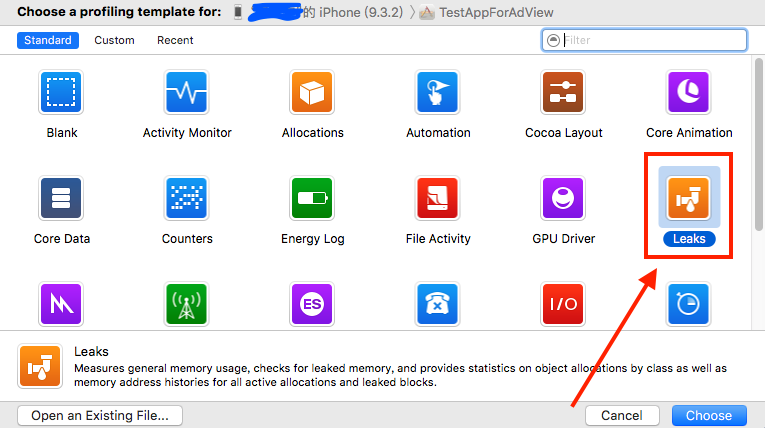 Choose a profiling template for: 的 iPhone (9.3.2) 〉 TestAppForAdView
Standard Custom Recent Filter
Blank Activity Monitor Allocations Automation Cocoa Layout Core Animation
Core Data Counters Energy Log File Activity GPU Driver Leaks
ES I/O
Leaks
Measures general memory usage, checks for leaked memory, and provides statistics on object allocations by class as well as
memory address histories for all active allocations and leaked blocks.
Open an Existing File... Cancel Choose